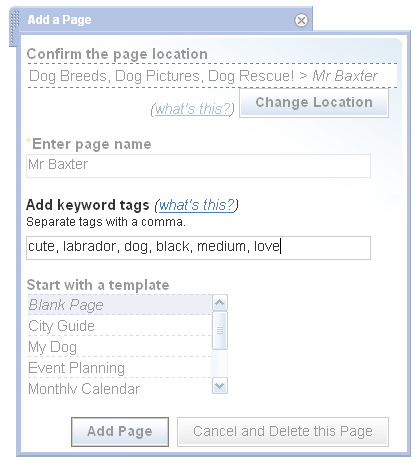 Add a Page
Confirm the page location
Dog Breeds, Dog Pictures, Dog Rescue! > Mr Baxter
(what's this?) Change Location
*Enter page name
Mr Baxter
Add keyword tags (what's this?)
Separate tags with a comma.
cute, labrador, dog, black, medium, love
Start with a template
Blank Page
City Guide
My Dog
Event Planning
Monthly Calendar
Add Page Cancel and Delete this Page